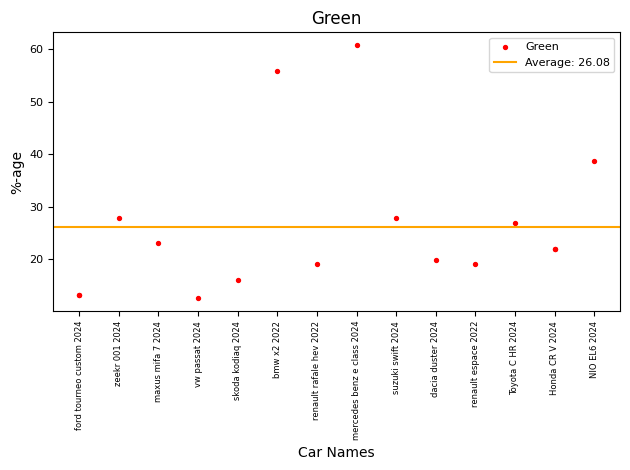 Green
Green
Average: 26.08
%-age
60
50
40
30
20
ford tourneo custom 2024
zeekr 001 2024
maxus mifa 7 2024
vw passat 2024
skoda kodiaq 2024
bmw x2 2022
renault rafale hev 2022
mercedes benz e class 2024
suzuki swift 2024
dacia duster 2024
renault espace 2022
Toyota C HR 2024
Honda CR V 2024
NIO EL6 2024
Car Names